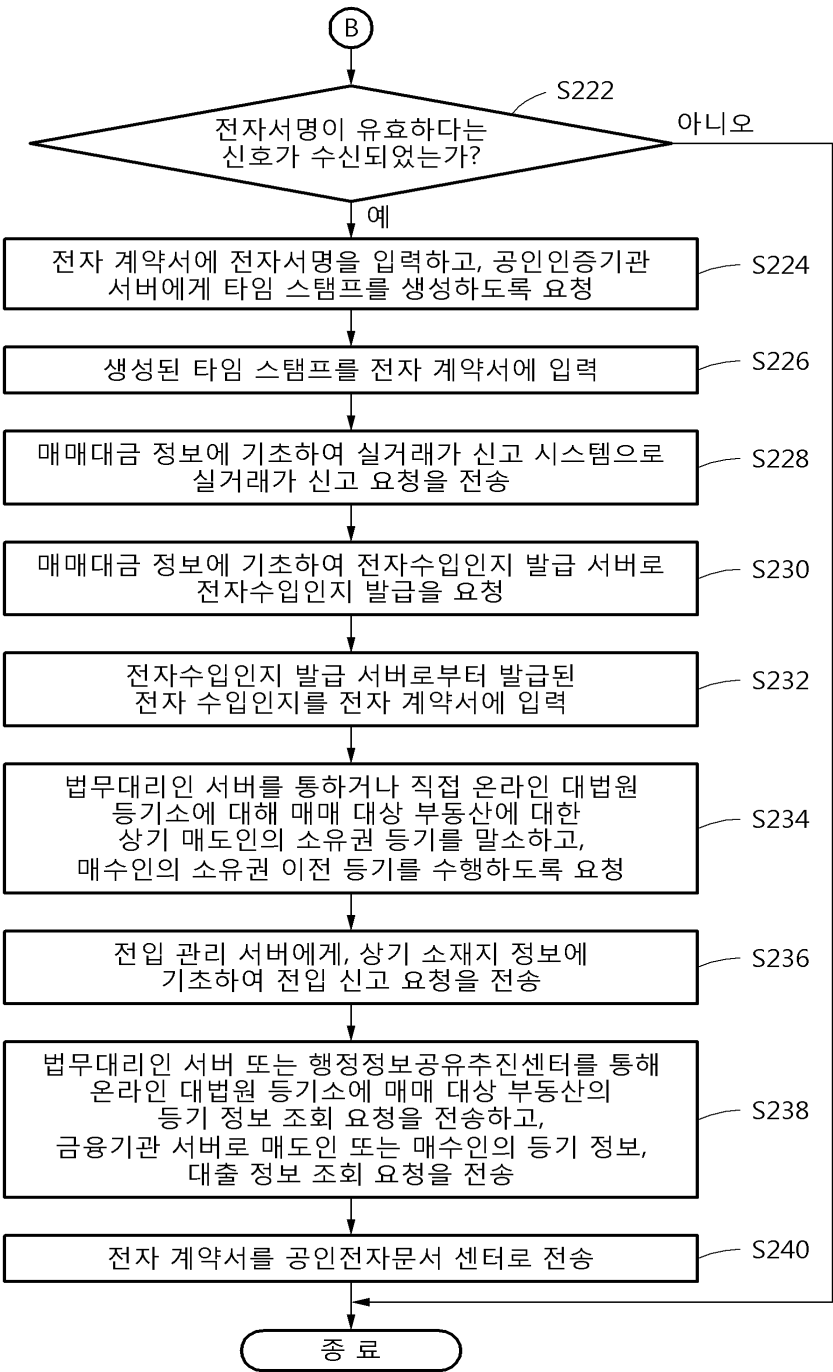 B
S222
전자서명이 유효하다는
신호가 수신되었는가?
아니오
예
전자 계약서에 전자서명을 입력하고, 공인인증기관
서버에게 타임 스탬프를 생성하도록 요청
S224
생성된 타임 스탬프를 전자 계약서에 입력
S226
매매대금 정보에 기초하여 실거래가 신고 시스템으로
실거래가 신고 요청을 전송
S228
매매대금 정보에 기초하여 전자수입인지 발급 서버로
전자수입인지 발급을 요청
S230
전자수입인지 발급 서버로부터 발급된
전자 수입인지를 전자 계약서에 입력
S232
법무대리인 서버를 통하거나 직접 온라인 대법원
등기소에 대해 매매 대상 부동산에 대한
상기 매도인의 소유권 등기를 말소하고,
매수인의 소유권 이전 등기를 수행하도록 요청
S234
전입 관리 서버에게, 상기 소재지 정보에
기초하여 전입 신고 요청을 전송
S236
법무대리인 서버 또는 행정정보공유추진센터를 통해
온라인 대법원 등기소에 매매 대상 부동산의
등기 정보 조회 요청을 전송하고,
금융기관 서버로 매도인 또는 매수인의 등기 정보,
대출 정보 조회 요청을 전송
S238
전자 계약서를 공인전자문서 센터로 전송
S240
종 료